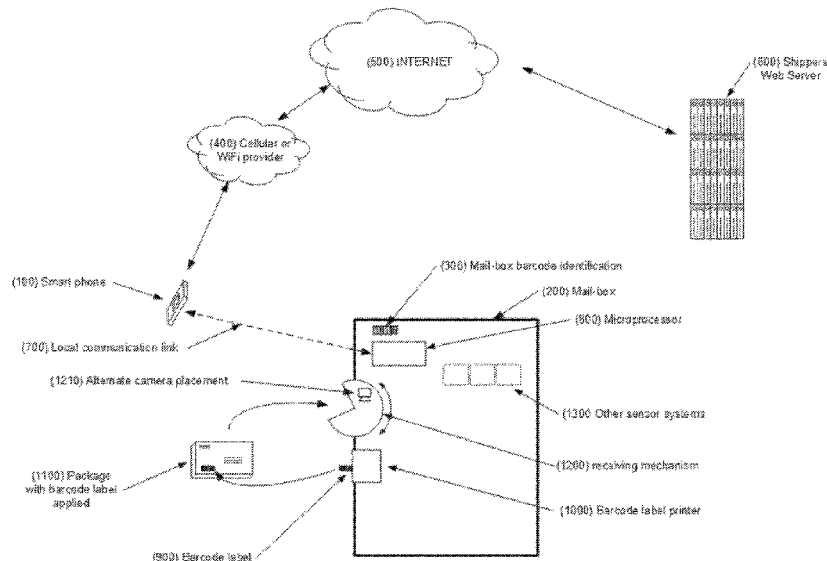 (500) INTERNET
(600) Shippers
Web Server
(400) Cellular or
WiFi provider
(300) Mail-box barcode identification
(100) Smart phone
(200) Mail-box
(800) Microprocessor
(700) Local communication link
(1210) Alternate camera placement
(1300 Other sensor systems
(1100) Package
with barcode label
applied
(1200) receiving mechanism
(1000) Barcode label printer
(900) Barcode label